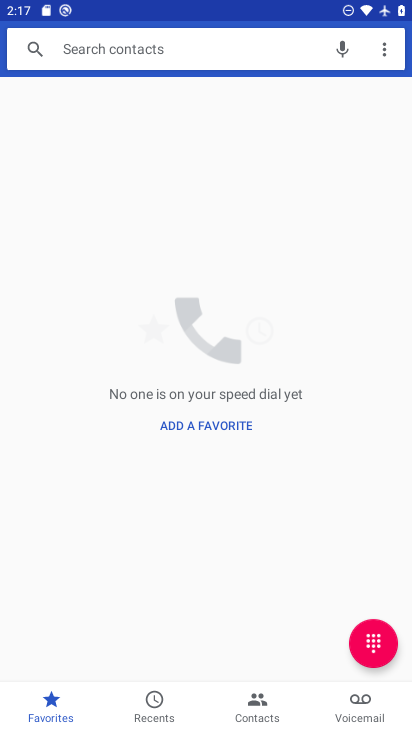 2:17
Search contacts
No one is on your speed dial yet
ADD A FAVORITE
Favorites
Recents
Contacts
Voicemail